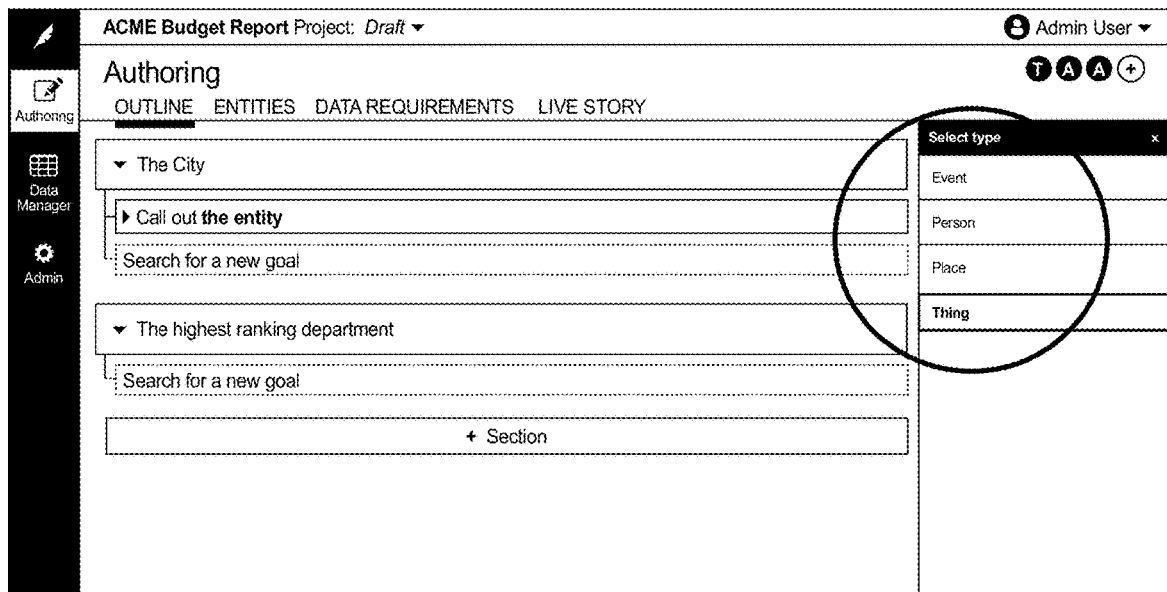 ACME Budget Report Project: Draft
Admin User
Authoring
T A A +
OUTLINE ENTITIES DATA REQUIREMENTS LIVE STORY
Authoring
Data
Manager
Admin
The City
Call out the entity
Search for a new goal
The highest ranking department
Search for a new goal
+ Section
Select type x
Event
Person
Place
Thing